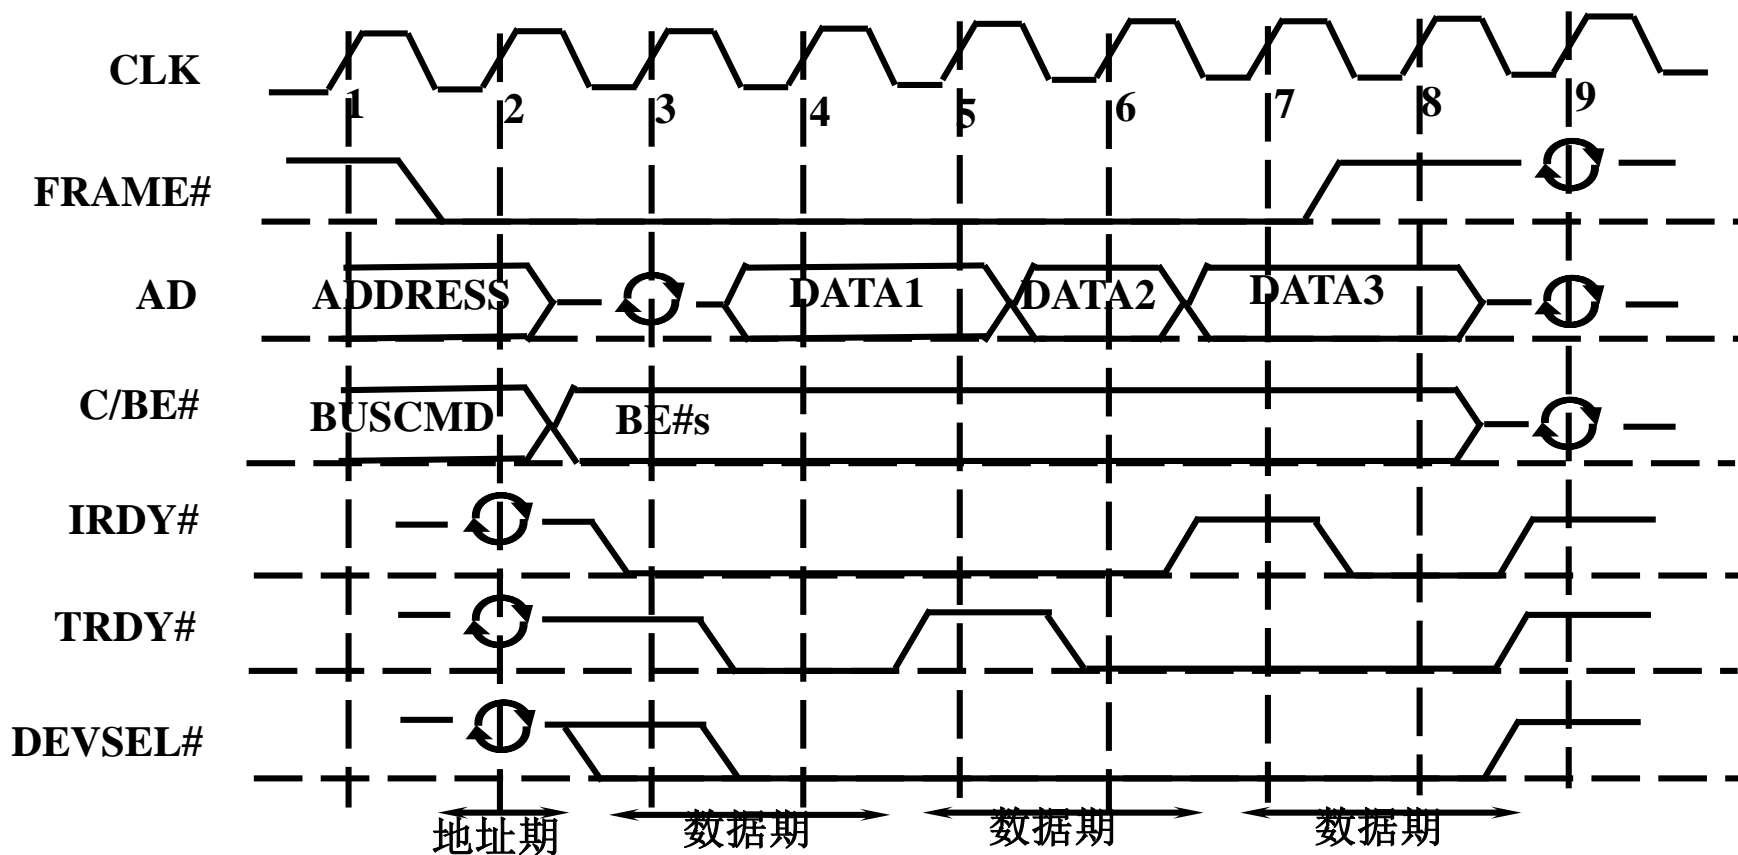 CLK
1 2 3 4 5 6 7 8 9
FRAME#
AD ADDRESS DATA1 DATA2 DATA3
C/BE# BUSCMD BE#s
IRDY#
TRDY#
DEVSEL#
地址期 数据期 数据期 数据期